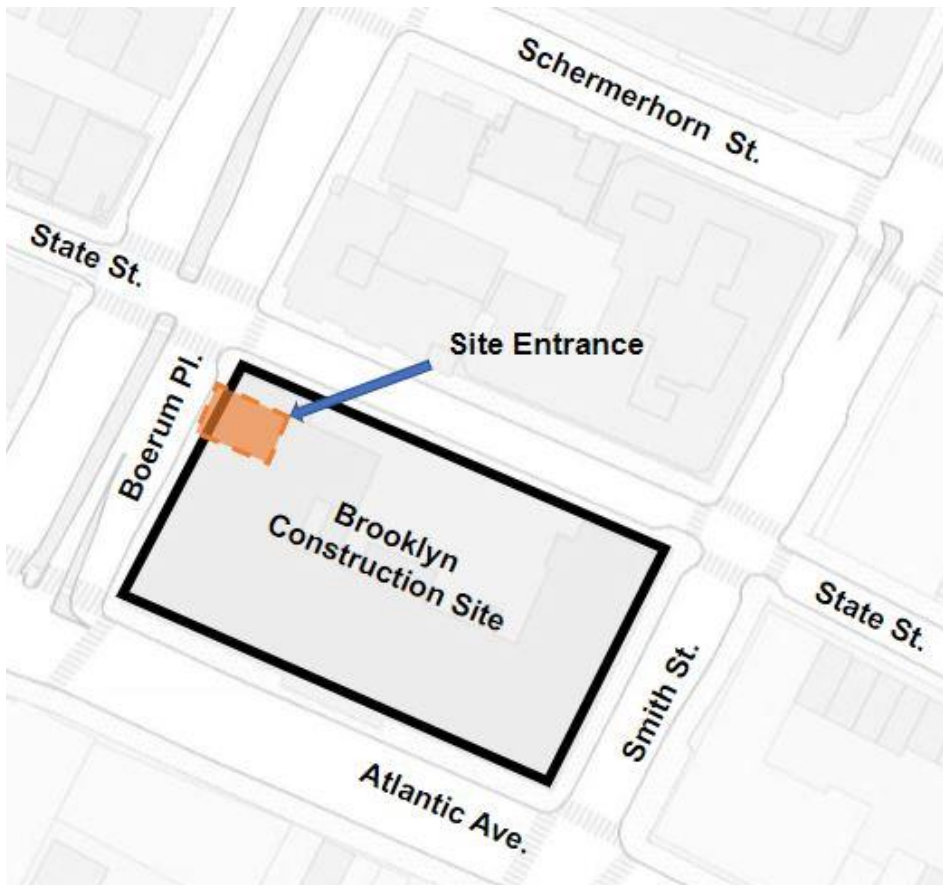 Schermerhorn St.
State St.
Site Entrance
Boerum Pl.
Brooklyn
Construction Site
State St.
Smith St.
Atlantic Ave.